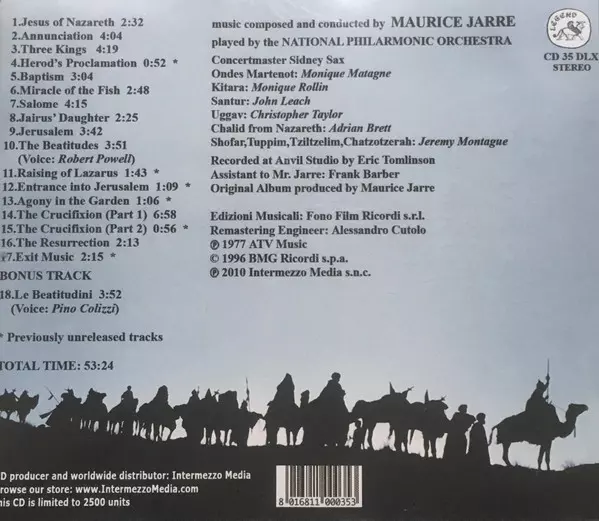 1.Jesus of Nazareth 2:32
2.Annunciation 4:04
3.Three Kings 4:19
4.Herod's Proclamation 0:52 *
5.Baptism 3:04
6.Miracle of the Fish 2:48
7.Salome 4:15
8.Jairus' Daughter 2:25
9.Jerusalem 3:42
10.The Beatitudes 3:51
(Voice: Robert Powell)
11.Raising of Lazarus 1:43 *
12.Entrance into Jerusalem 1:09 *
13.Agony in the Garden 1:06 *
14.The Crucifixion (Part 1) 6:58
15.The Crucifixion (Part 2) 0:56 *
16.The Resurrection 2:13
17.Exit Music 2:15 *
BONUS TRACK
18.Le Beatitudini 3:52
(Voice: Pino Colizzi)
* Previously unreleased tracks
TOTAL TIME: 53:24
music composed and conducted by MAURICE JARRE
played by the NATIONAL PHILARMONIC ORCHESTRA
Concertmaster Sidney Sax
Ondes Martenot: Monique Matagne
Kitara: Monique Rollin
Santur: John Leach
Uggav: Christopher Taylor
Chalid from Nazareth: Adrian Brett
Shofar,Tuppim,Tziltzelim,Chatzotzerah: Jeremy Montague
Recorded at Anvil Studio by Eric Tomlinson
Assistant to Mr. Jarre: Frank Barber
Original Album produced by Maurice Jarre
Edizioni Musicali: Fono Film Ricordi s.r.l.
Remastering Engineer: Alessandro Cutolo
℗ 1977 ATV Music
© 1996 BMG Ricordi s.p.a.
℗ 2010 Intermezzo Media s.n.c.
LEGEND
CD 35 DLX
STEREO
CD producer and worldwide distributor: Intermezzo Media
Browse our store: www.IntermezzoMedia.com
This CD is limited to 2500 units
8 016811 000353